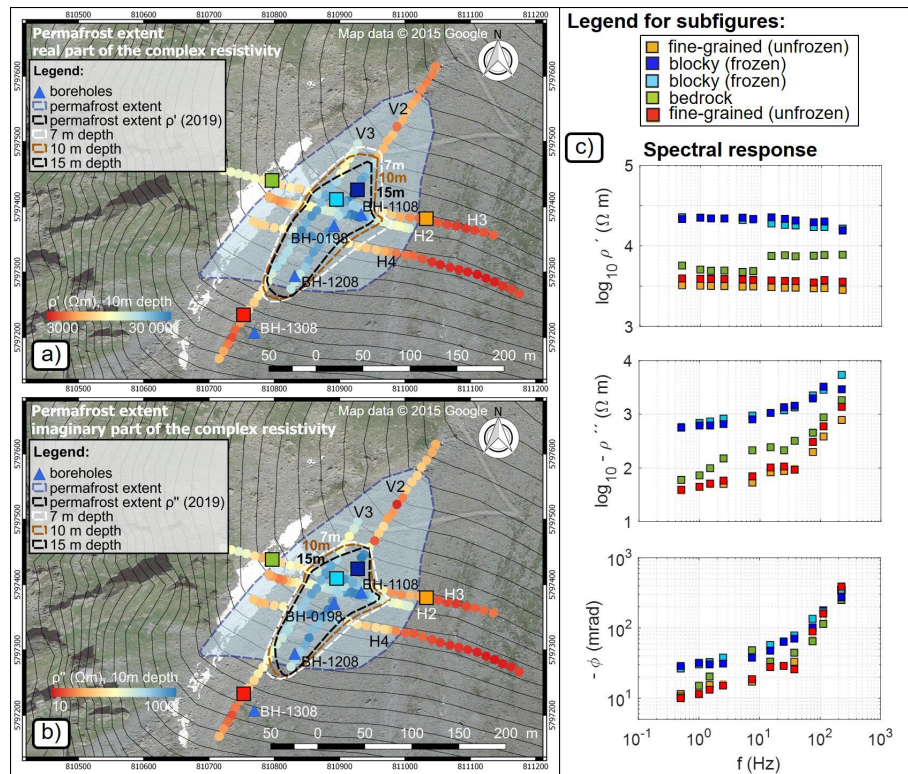 Permafrost extent
real part of the complex resistivity
Map data © 2015 Google
Legend:
boreholes
permafrost extent
permafrost extent ρ' (2019)
7 m depth
10 m depth
15 m depth
V2
V3
7m
10m
15m
BH-1108
BH-0198
H3
H2
H4
BH-1208
BH-1308
ρ' (Ωm), 10m depth
3000 30 000
50 0 50 100 150 200 m
a)
5797600
5797500
5797400
5797300
5797200
810500 810600 810700 810800 810900 811000 811100 811200
Permafrost extent
imaginary part of the complex resistivity
Map data © 2015 Google
Legend:
boreholes
permafrost extent
permafrost extent ρ'' (2019)
7 m depth
10 m depth
15 m depth
V2
V3
7m
10m
15m
BH-1108
BH-0198
H3
H2
H4
BH-1208
BH-1308
ρ'' (Ωm), 10m depth
10 1000
50 0 50 100 150 200 m
b)
5797600
5797500
5797400
5797300
5797200
810500 810600 810700 810800 810900 811000 811100 811200
Legend for subfigures:
fine-grained (unfrozen)
blocky (frozen)
blocky (frozen)
bedrock
fine-grained (unfrozen)
c)
Spectral response
log10 ρ´ (Ω m)
5
4
3
log10 - ρ´´ (Ω m)
4
3
2
1
- ϕ (mrad)
10^3
10^2
10^1
10^-1 10^0 10^1 10^2 10^3
f (Hz)